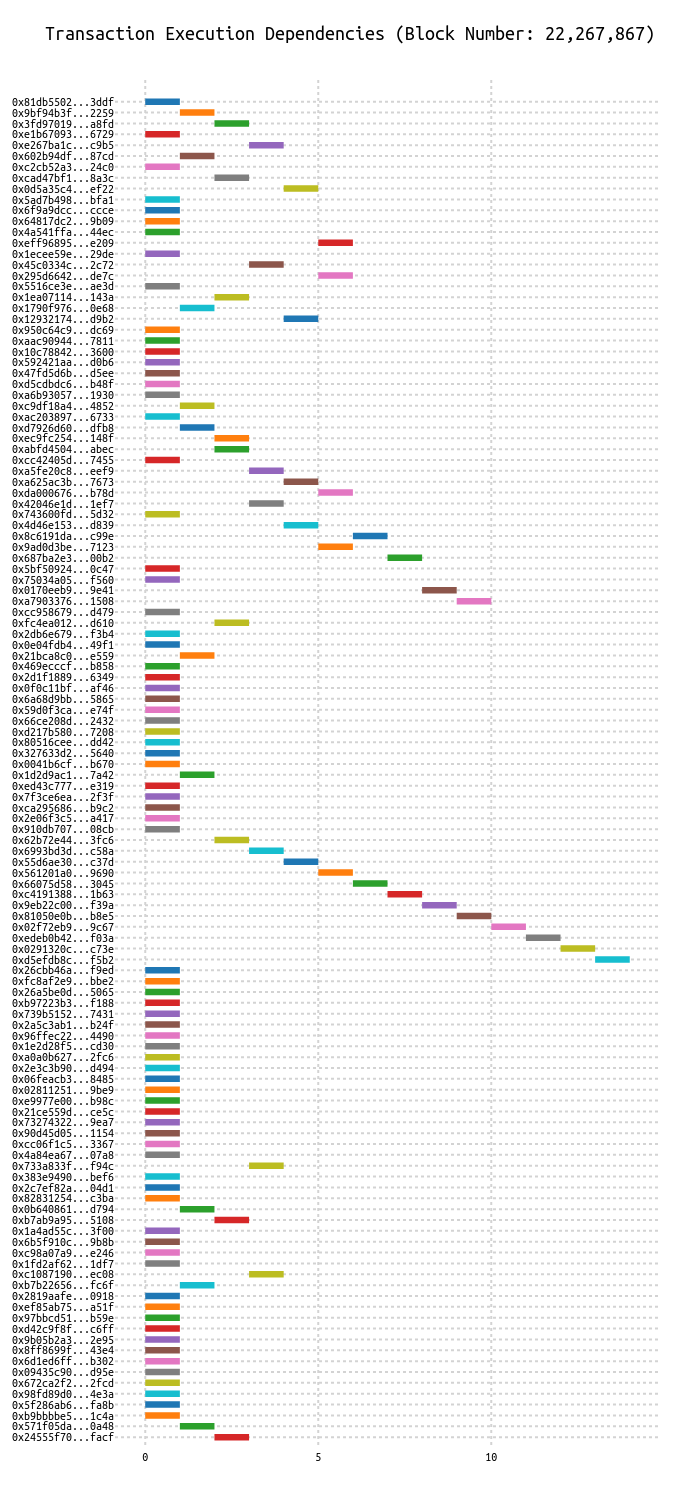 Transaction Execution Dependencies (Block Number: 22,267,867)
0x81db5502...3ddf
0x9bf94b3f...2259
0x3fd97019...a8fd
0xe1b67093...6729
0xe267ba1c...c9b5
0x602b94df...87cd
0xc2cb52a3...24c0
0xcad47bf1...8a3c
0x0d5a35c4...ef22
0x5ad7b498...bfa1
0x6f9a9dcc...ccce
0x64817dc2...9b09
0x4a541ffa...44ec
0xeff96895...e209
0x1ecee59e...29de
0x45c0334c...2c72
0x295d6642...de7c
0x5516ce3e...ae3d
0x1ea07114...143a
0x1790f976...0e68
0x12932174...d9b2
0x950c64c9...dc69
0xaac90944...7811
0x10c78842...3600
0x592421aa...d0b6
0x47fd5d6b...d5ee
0xd5cdbdc6...b48f
0xa6b93057...1930
0xc9df18a4...4852
0xac203897...6733
0xd7926d60...dfb8
0xec9fc254...148f
0xabfd4504...abec
0xcc42405d...7455
0xa5fe20c8...eef9
0xa625ac3b...7673
0xda000676...b78d
0x42046e1d...1ef7
0x743600fd...5d32
0x4d46e153...d839
0x8c6191da...c99e
0x9ad0d3be...7123
0x687ba2e3...00b2
0x5bf50924...0c47
0x75034a05...f560
0x0170eeb9...9e41
0xa7903376...1508
0xcc958679...d479
0xfc4ea012...d610
0x2db6e679...f3b4
0x0e04fdb4...49f1
0x21bca8c0...e559
0x469ecccf...b858
0x2d1f1889...6349
0x0f0c11bf...af46
0x6a68d9bb...5865
0x59d0f3ca...e74f
0x66ce208d...2432
0xd217b580...7208
0x80516cee...dd42
0x327633d2...5640
0x0041b6cf...b670
0x1d2d9ac1...7a42
0xed43c777...e319
0x7f3ce6ea...2f3f
0xca295686...b9c2
0x2e06f3c5...a417
0x910db707...08cb
0x62b72e44...3fc6
0x6993bd3d...c58a
0x55d6ae30...c37d
0x561201a0...9690
0x66075d58...3045
0xc4191388...1b63
0x9eb22c00...f39a
0x81050e0b...b8e5
0x02f72eb9...9c67
0xedeb0b42...f03a
0x0291320c...c73e
0xd5efdb8c...f5b2
0x26cbb46a...f9ed
0xfc8af2e9...bbe2
0x26a5be0d...5065
0xb97223b3...f188
0x739b5152...7431
0x2a5c3ab1...b24f
0x96ffec22...4490
0x1e2d28f5...cd30
0xa0a0b627...2fc6
0x2e3c3b90...d494
0x06feacb3...8485
0x02811251...9be9
0xe9977e00...b98c
0x21ce559d...ce5c
0x73274322...9ea7
0x90d45d05...1154
0xcc06f1c5...3367
0x4a84ea67...07a8
0x733a833f...f94c
0x383e9490...bef6
0x2c7ef82a...04d1
0x82831254...c3ba
0x0b640861...d794
0xb7ab9a95...5108
0x1a4ad55c...3f00
0x6b5f910c...9b8b
0xc98a07a9...e246
0x1fd2af62...1df7
0xc1087190...ec08
0xb7b22656...fc6f
0x2819aafe...0918
0xef85ab75...a51f
0x97bbcd51...b59e
0xd42c9f8f...c6ff
0x9b05b2a3...2e95
0x8ff8699f...43e4
0x6d1ed6ff...b302
0x09435c90...d95e
0x672ca2f2...2fcd
0x98fd89d0...4e3a
0x5f286ab6...fa8b
0xb9bbbbe5...1c4a
0x571f05da...0a48
0x24555f70...facf
0 5 10